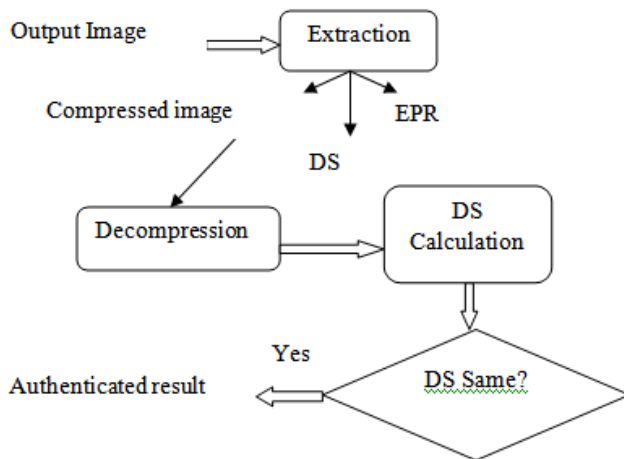 Output Image
Extraction
Compressed image
EPR
DS
Decompression
DS
Calculation
Yes
DS Same?
Authenticated result